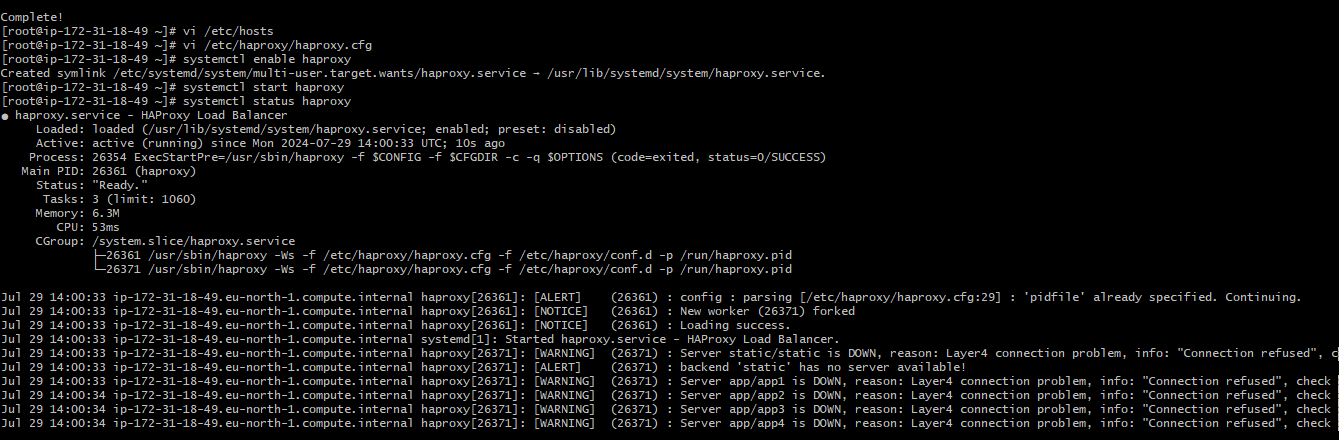 Complete!
[root@ip-172-31-18-49 ~]# vi /etc/hosts
[root@ip-172-31-18-49 ~]# vi /etc/haproxy/haproxy.cfg
[root@ip-172-31-18-49 ~]# systemctl enable haproxy
Created symlink /etc/systemd/system/multi-user.target.wants/haproxy.service → /usr/lib/systemd/system/haproxy.service.
[root@ip-172-31-18-49 ~]# systemctl start haproxy
[root@ip-172-31-18-49 ~]# systemctl status haproxy
● haproxy.service - HAProxy Load Balancer
Loaded: loaded (/usr/lib/systemd/system/haproxy.service; enabled; preset: disabled)
Active: active (running) since Mon 2024-07-29 14:00:33 UTC; 10s ago
Process: 26354 ExecStartPre=/usr/sbin/haproxy -f $CONFIG -f $CFGDIR -c -q $OPTIONS (code=exited, status=0/SUCCESS)
Main PID: 26361 (haproxy)
Status: "Ready."
Tasks: 3 (limit: 1060)
Memory: 6.3M
CPU: 53ms
CGroup: /system.slice/haproxy.service
├─26361 /usr/sbin/haproxy -Ws -f /etc/haproxy/haproxy.cfg -f /etc/haproxy/conf.d -p /run/haproxy.pid
└─26371 /usr/sbin/haproxy -Ws -f /etc/haproxy/haproxy.cfg -f /etc/haproxy/conf.d -p /run/haproxy.pid
Jul 29 14:00:33 ip-172-31-18-49.eu-north-1.compute.internal haproxy[26361]: [ALERT] (26361) : config : parsing [/etc/haproxy/haproxy.cfg:29] : 'pidfile' already specified. Continuing.
Jul 29 14:00:33 ip-172-31-18-49.eu-north-1.compute.internal haproxy[26361]: [NOTICE] (26361) : New worker (26371) forked
Jul 29 14:00:33 ip-172-31-18-49.eu-north-1.compute.internal haproxy[26361]: [NOTICE] (26361) : Loading success.
Jul 29 14:00:33 ip-172-31-18-49.eu-north-1.compute.internal systemd[1]: Started haproxy.service - HAProxy Load Balancer.
Jul 29 14:00:33 ip-172-31-18-49.eu-north-1.compute.internal haproxy[26371]: [WARNING] (26371) : Server static/static is DOWN, reason: Layer4 connection problem, info: "Connection refused", c
Jul 29 14:00:33 ip-172-31-18-49.eu-north-1.compute.internal haproxy[26371]: [ALERT] (26371) : backend 'static' has no server available!
Jul 29 14:00:33 ip-172-31-18-49.eu-north-1.compute.internal haproxy[26371]: [WARNING] (26371) : Server app/app1 is DOWN, reason: Layer4 connection problem, info: "Connection refused", check
Jul 29 14:00:34 ip-172-31-18-49.eu-north-1.compute.internal haproxy[26371]: [WARNING] (26371) : Server app/app2 is DOWN, reason: Layer4 connection problem, info: "Connection refused", check
Jul 29 14:00:34 ip-172-31-18-49.eu-north-1.compute.internal haproxy[26371]: [WARNING] (26371) : Server app/app3 is DOWN, reason: Layer4 connection problem, info: "Connection refused", check
Jul 29 14:00:34 ip-172-31-18-49.eu-north-1.compute.internal haproxy[26371]: [WARNING] (26371) : Server app/app4 is DOWN, reason: Layer4 connection problem, info: "Connection refused", check